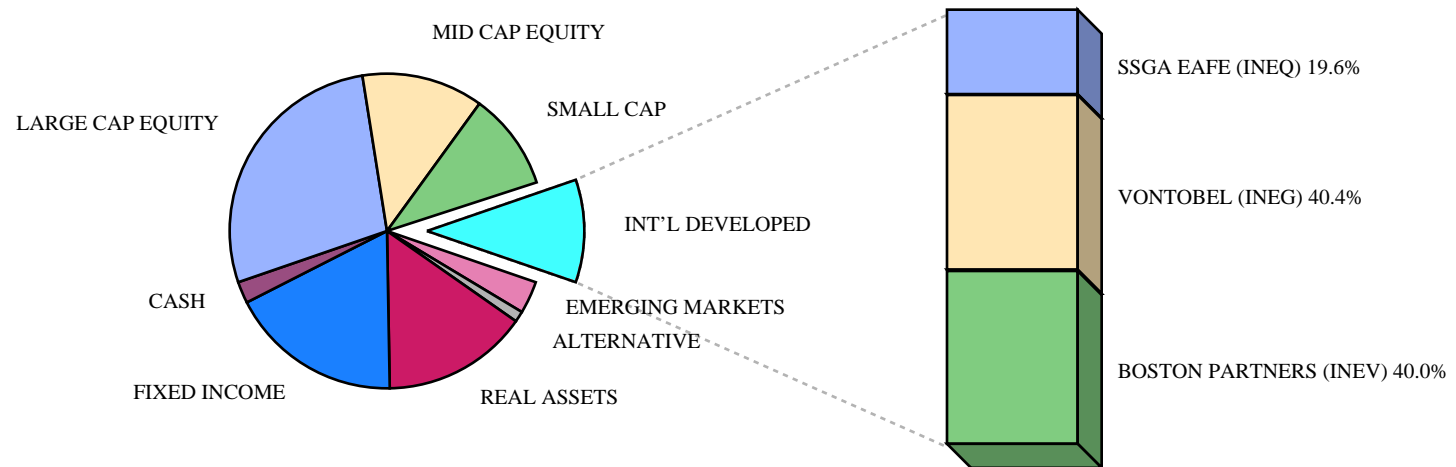 MID CAP EQUITY
SMALL CAP
LARGE CAP EQUITY
INT'L DEVELOPED
CASH
EMERGING MARKETS
ALTERNATIVE
FIXED INCOME
REAL ASSETS
SSGA EAFE (INEQ) 19.6%
VONTOBEL (INEG) 40.4%
BOSTON PARTNERS (INEV) 40.0%